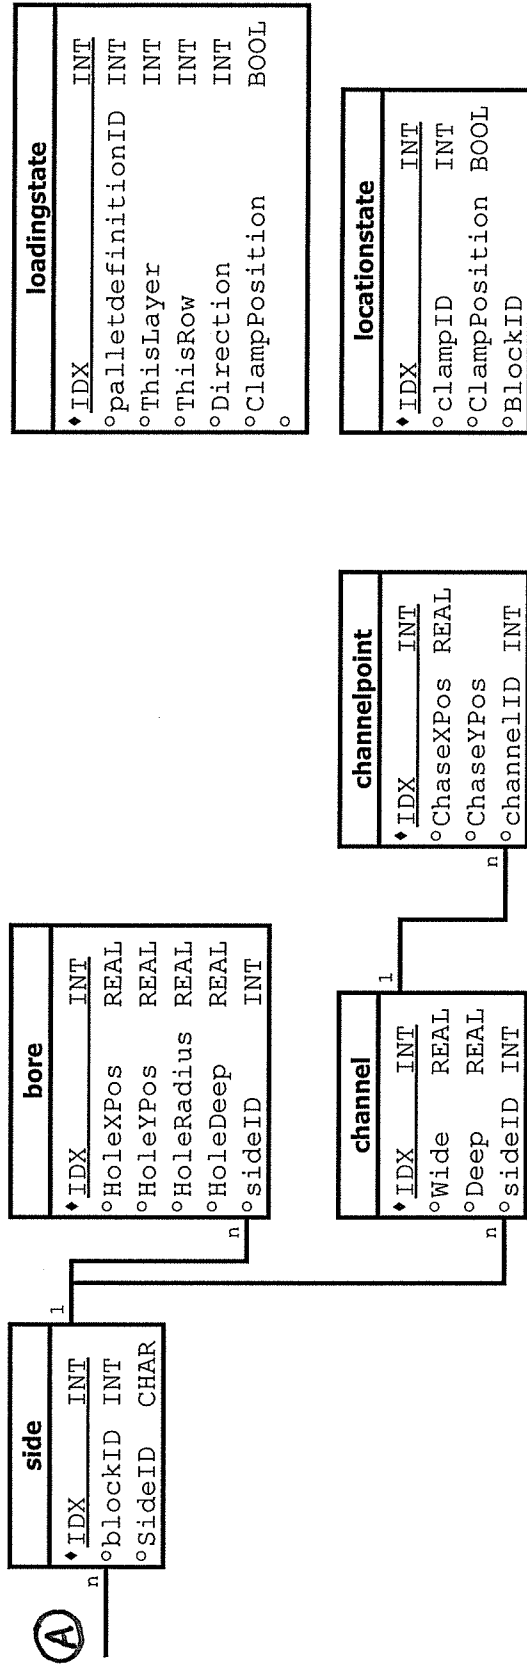 A
n
side
♦IDX INT
○blockID INT
○SideID CHAR
1
n
bore
♦IDX INT
○HoleXPos REAL
○HoleYPos REAL
○HoleRadius REAL
○HoleDeep REAL
○sideID INT
n
channel
♦IDX INT
○Wide REAL
○Deep REAL
○sideID INT
1
n
channelpoint
♦IDX INT
○ChaseXPos REAL
○ChaseYPos
○channelID INT
loadingstate
♦IDX INT
○palletdefinitionID INT
○ThisLayer INT
○ThisRow INT
○Direction INT
○ClampPosition BOOL
○
locationstate
♦IDX INT
○clampID INT
○ClampPosition BOOL
○BlockID